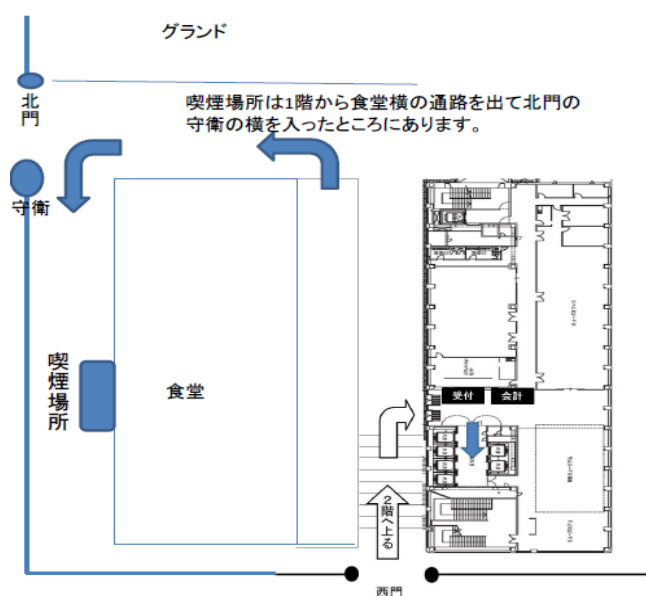 グランド
北門
喫煙場所は1階から食堂横の通路を出て北門の
守衛の横を入ったところにあります。
守衛
喫煙場所
食堂
受付
会計
2階へ上る
西門